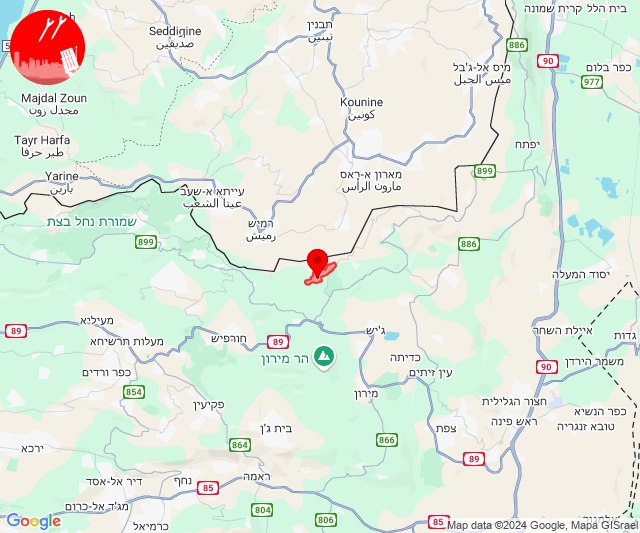 בית הלל
קרית שמונה
Seddiqine
صديقين
תבנין
تبنين
886
90
כפר בלום
977
מיס אל-ג'בל
ميس الجبل
Majdal Zoun
مجدل زون
Kounine
كونين
Tayr Harfa
طير حرفا
יפתח
מארון א-ראס
مارون الراس
899
Yarine
يارين
עייתא א-שעב
عيتا الشعب
רמיש
رميش
שמורת נחל בצת
899
886
יסוד המעלה
מעיליא
89
מעלות תרשיחא
חורפיש
89
ג'יש
איילת השחר
גדות
כפר ורדים
הר מירון
כדיתה
עין זיתים
90
משמר הירדן
854
פקיעין
מירון
חצור הגלילית
כפר הנשיא
טובא זנגריה
ראש פינה
צפת
בית ג'ן
866
864
ירכא
89
ראמה
נחף
דיר אל-אסד
85
מג'ד אל-כרום
804
806
85
כרמיאל
Google
Map data ©2024 Google, Mapa GISrael